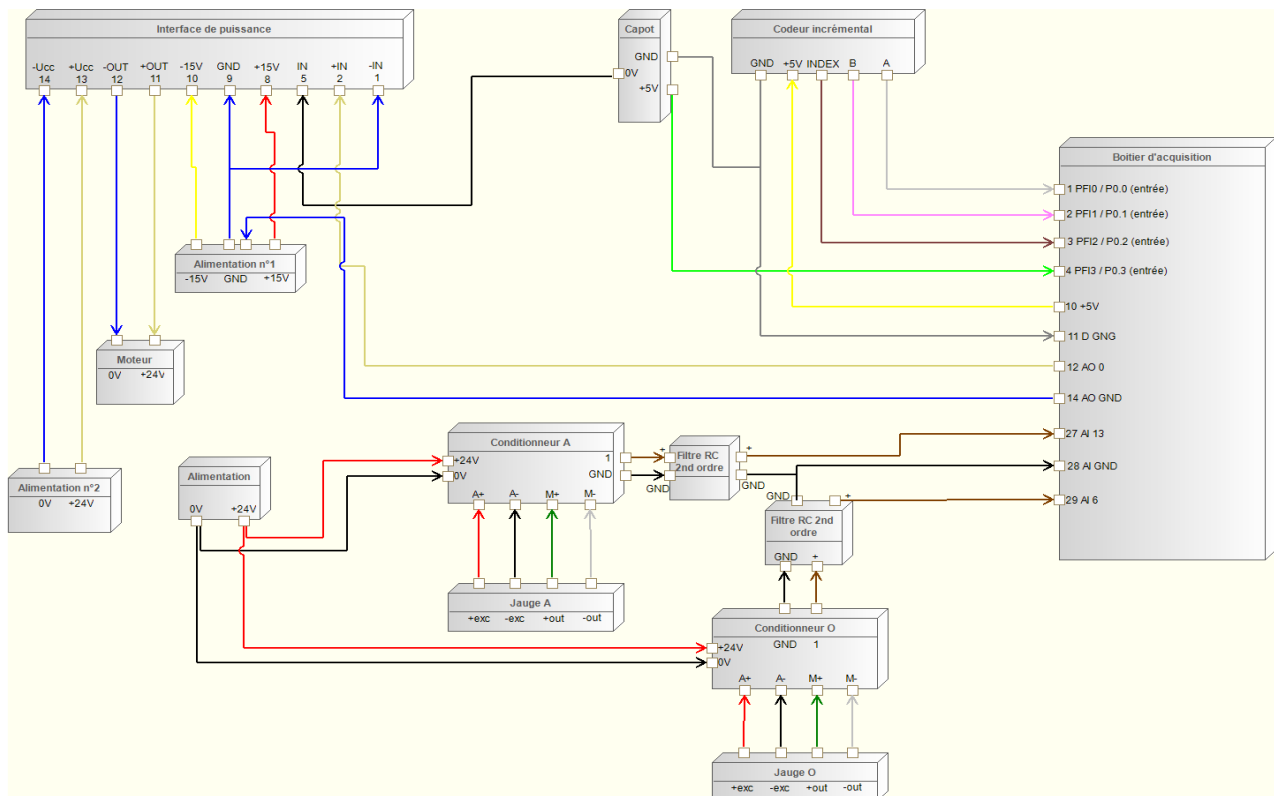 Interface de puissance
-Ucc +Ucc -OUT +OUT -15V GND +15V IN +IN -IN
14 13 12 11 10 9 8 5 2 1
Capot
GND
0V
+5V
Codeur incrémental
GND +5V INDEX B A
Boitier d'acquisition
1 PFI0 / P0.0 (entrée)
2 PFI1 / P0.1 (entrée)
3 PFI2 / P0.2 (entrée)
4 PFI3 / P0.3 (entrée)
10 +5V
11 D GNG
12 AO 0
14 AO GND
27 AI 13
28 AI GND
29 AI 6
Alimentation n°1
-15V GND +15V
Moteur
0V +24V
Alimentation n°2
0V +24V
Alimentation
0V +24V
Conditionneur A
+24V
0V
1
GND
A+ A- M+ M-
+
GND
Filtre RC
2nd ordre
+
GND
Jauge A
+exc -exc +out -out
GND
+
Filtre RC 2nd
ordre
GND +
Conditionneur O
GND 1
+24V
0V
A+ A- M+ M-
Jauge O
+exc -exc +out -out